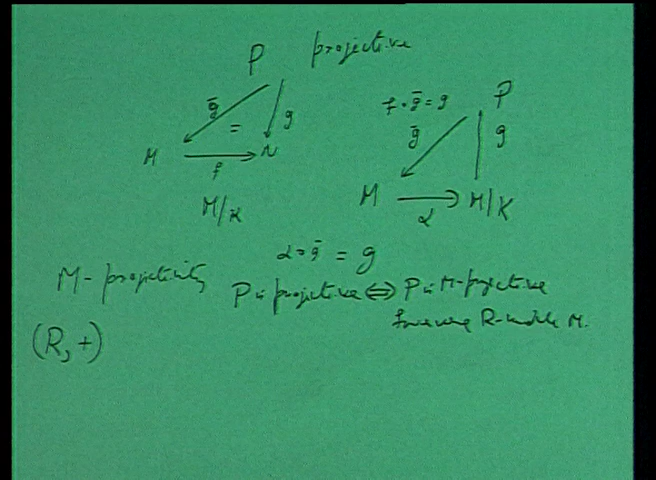 P projective
ḡ = g
M f N
M/K
f∘ḡ = g P
ḡ g
M α M/K
α∘ḡ = g
M-projectivity
P is projective ⇔ P is M-projective
for every R-module M.
(R, +)